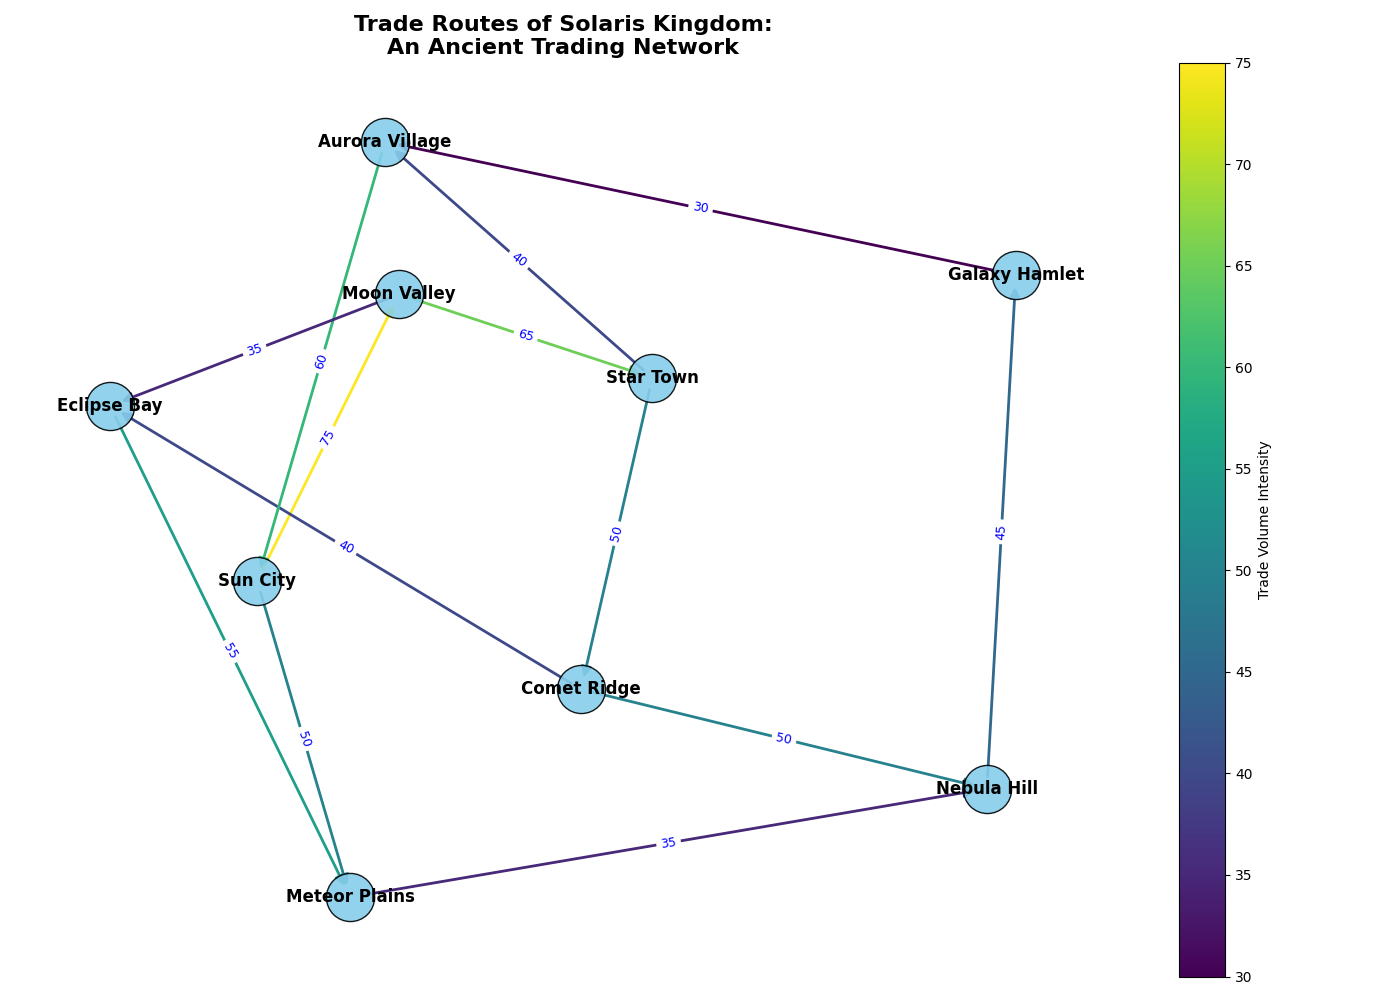 Trade Routes of Solaris Kingdom:
An Ancient Trading Network
75
Aurora Village
70
30
40
65
Galaxy Hamlet
Moon Valley
65
35
60
60
Star Town
Eclipse Bay
75
55
Trade Volume Intensity
45
50
40
50
Sun City
55
45
Comet Ridge
50
50
40
Nebula Hill
35
35
Meteor Plains
30